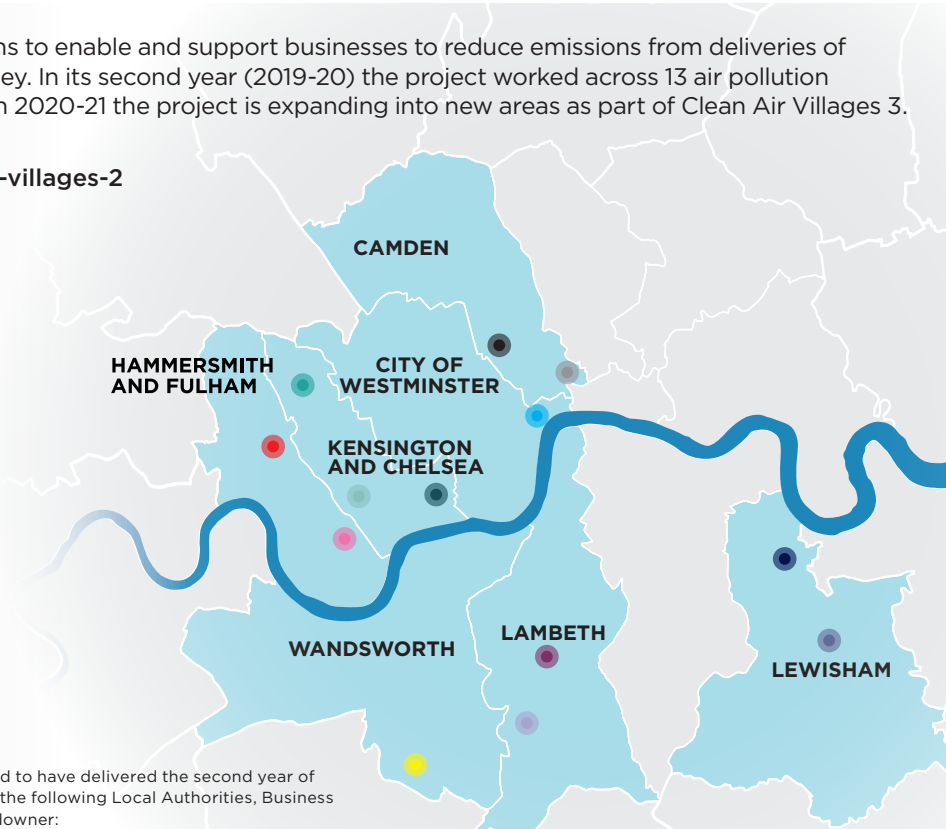 ns to enable and support businesses to reduce emissions from deliveries of
ey. In its second year (2019-20) the project worked across 13 air pollution
n 2020-21 the project is expanding into new areas as part of Clean Air Villages 3.
-villages-2
CAMDEN
HAMMERSMITH
AND FULHAM
CITY OF
WESTMINSTER
KENSINGTON
AND CHELSEA
WANDSWORTH
LAMBETH
LEWISHAM
d to have delivered the second year of
the following Local Authorities, Business
downer: